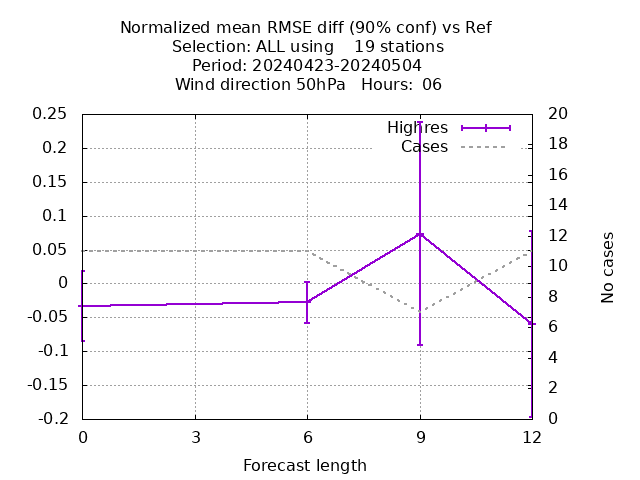 Normalized mean RMSE diff (90% conf) vs Ref
Selection: ALL using    19 stations
Period: 20240423-20240504
Wind direction 50hPa   Hours:  06
Highres
Cases
0.25
0.2
0.15
0.1
0.05
0
-0.05
-0.1
-0.15
-0.2
20
18
16
14
12
10
8
6
4
2
0
No cases
0 3 6 9 12
Forecast length